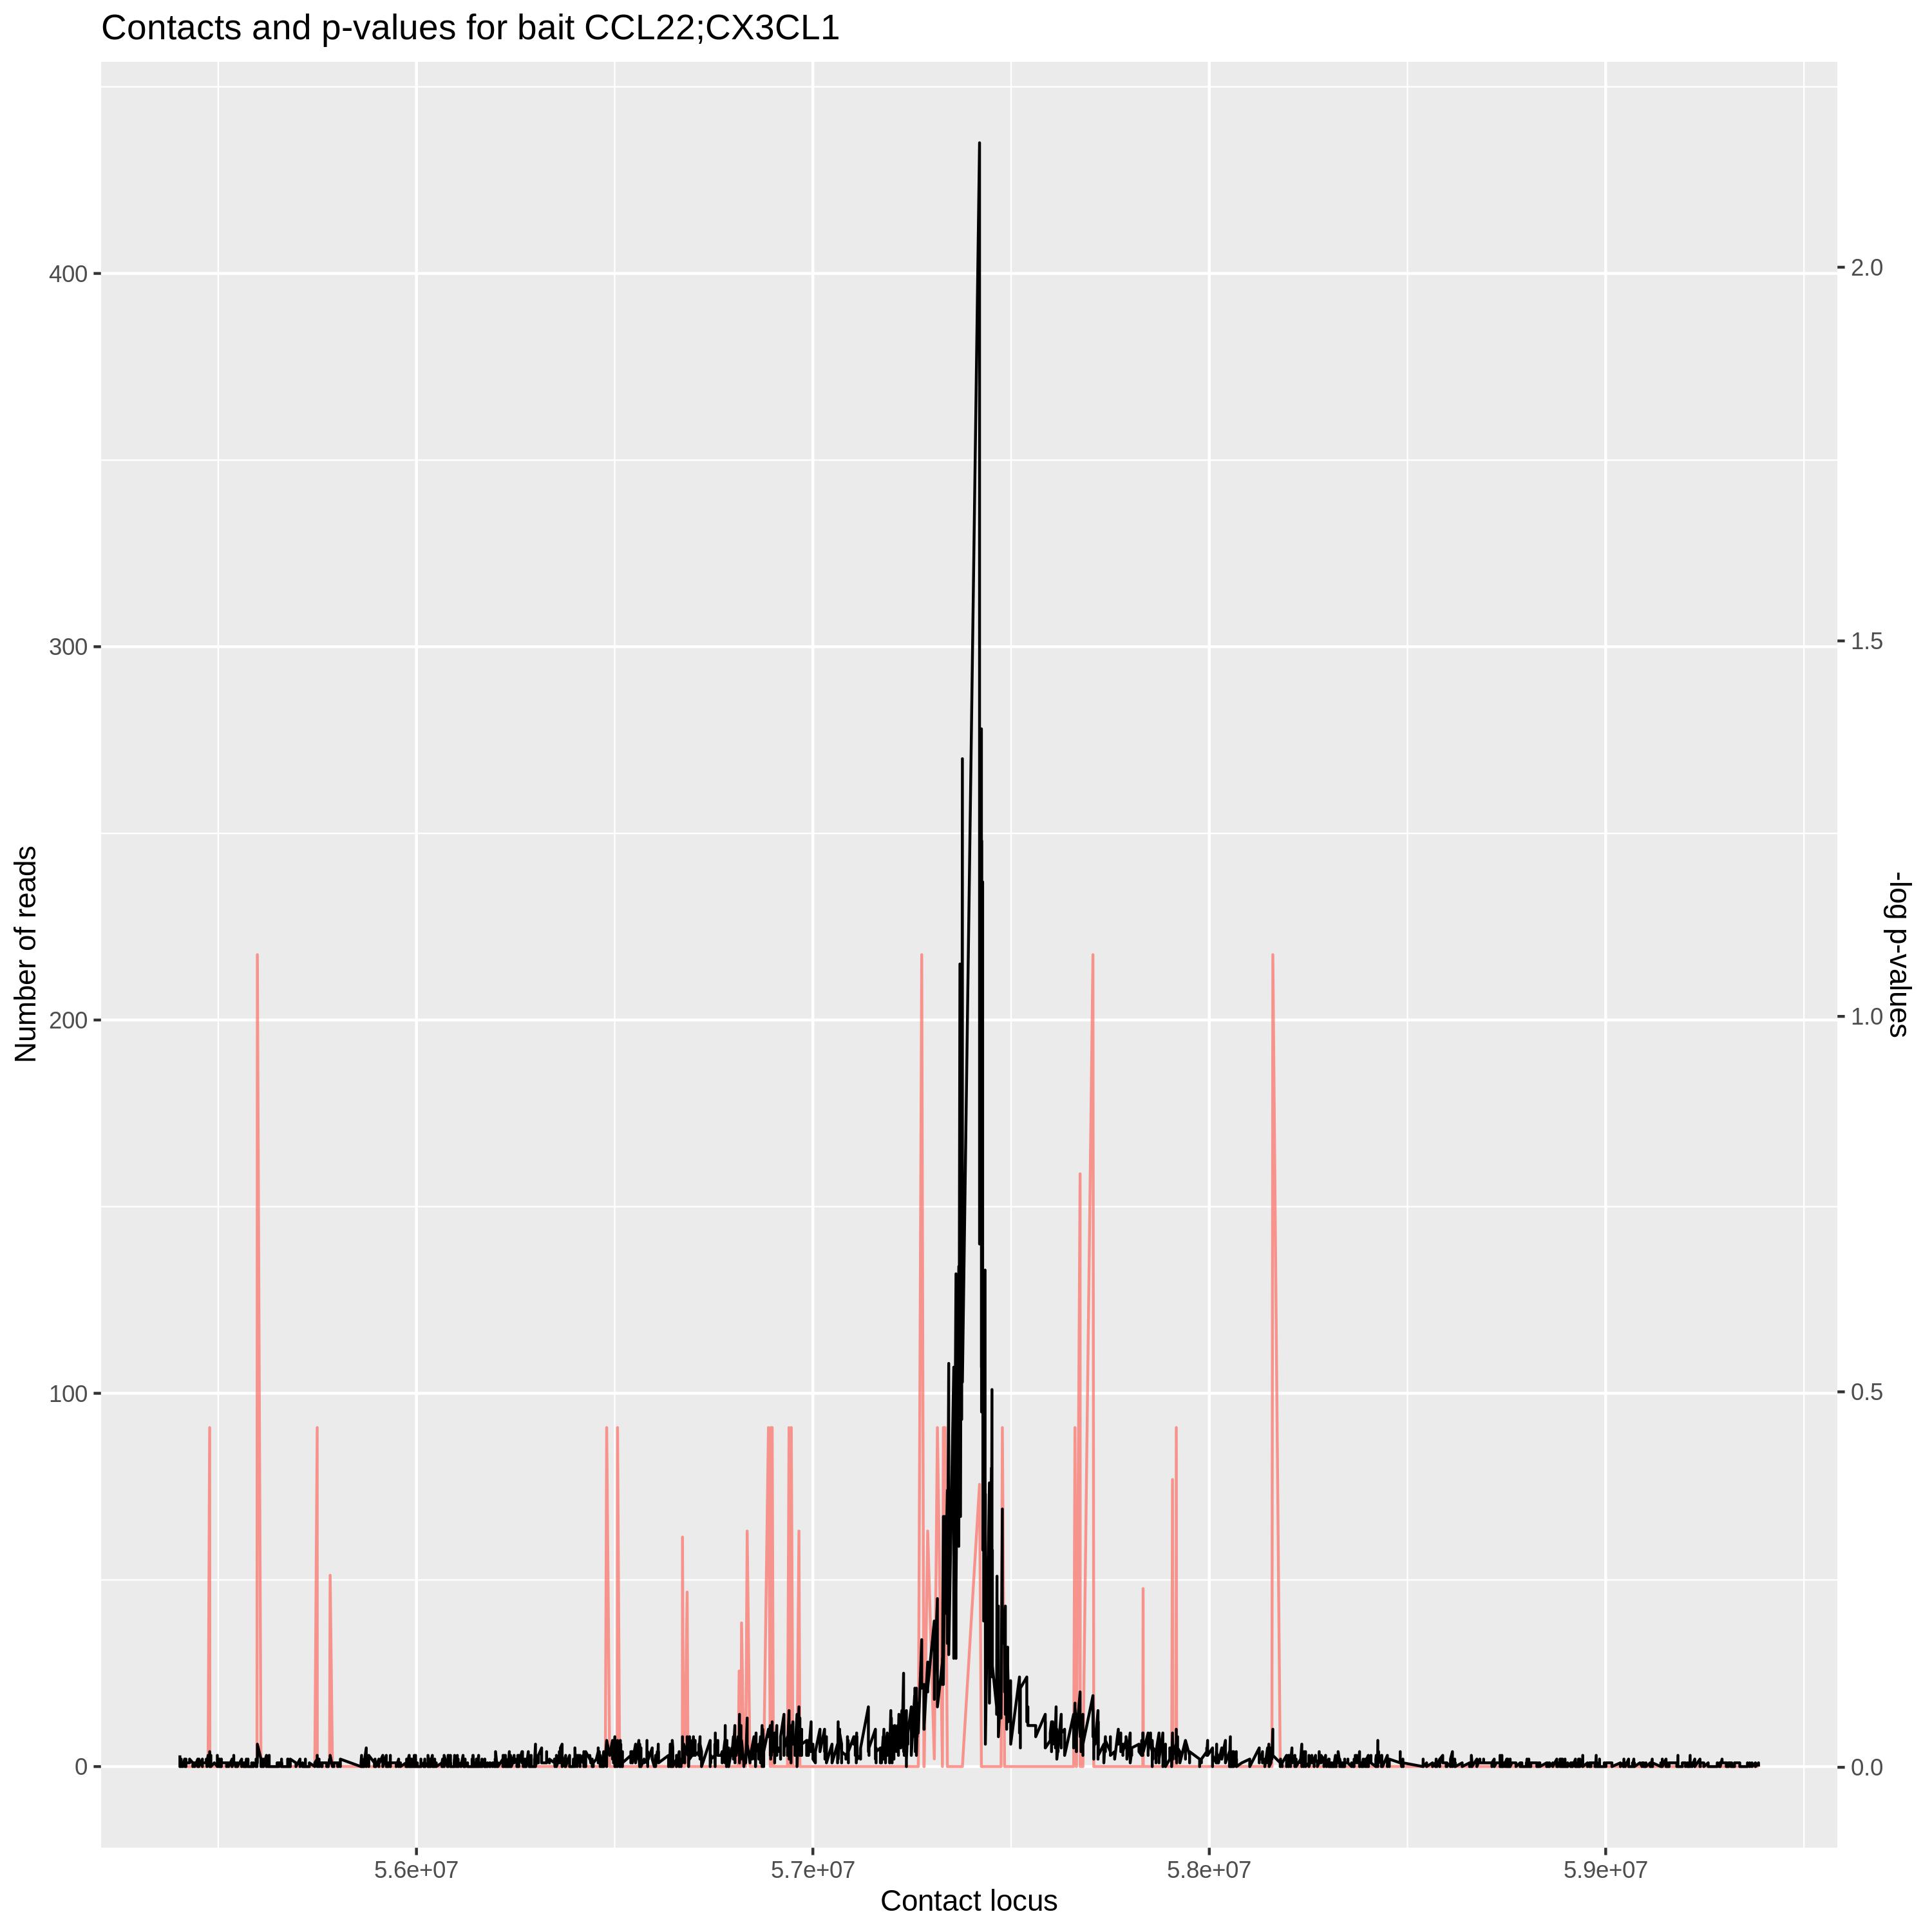 Contacts and p-values for bait CCL22;CX3CL1
400
300
200
100
0
Number of reads
2.0
1.5
1.0
0.5
0.0
-log p-values
5.6e+07
5.7e+07
5.8e+07
5.9e+07
Contact locus